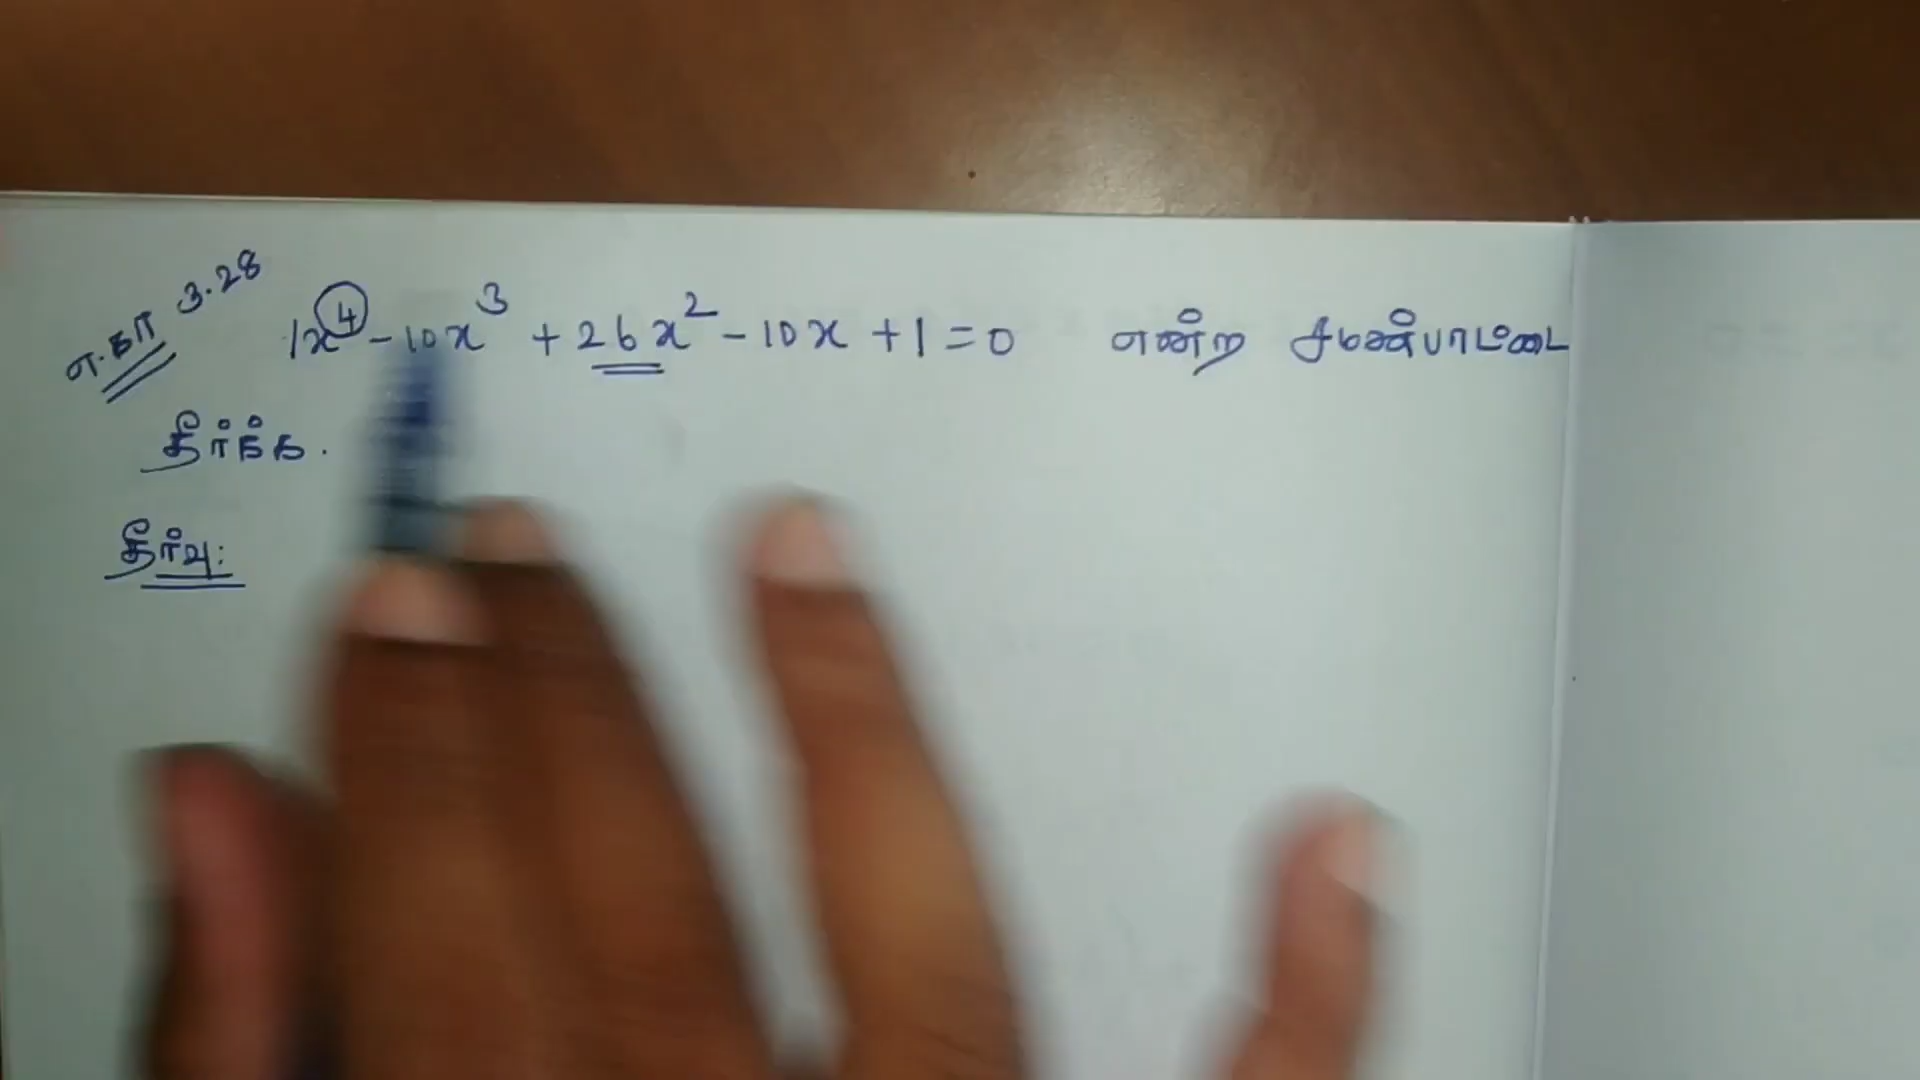 எ.கா 3.28 1x⁴ - 10x³ + 26x² - 10x + 1 = 0 என்ற சமன்பாட்டை
தீர்க்க.
தீர்வு: